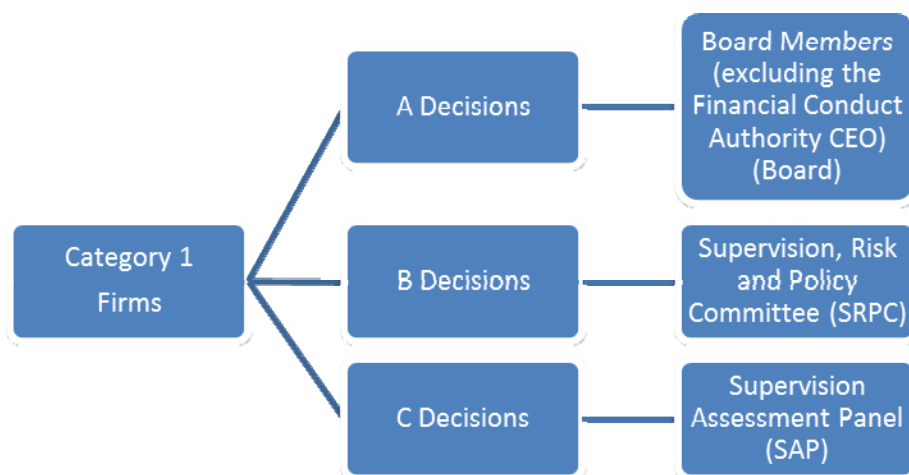 Category 1
Firms
A Decisions
Board Members
(excluding the
Financial Conduct
Authority CEO)
(Board)
B Decisions
Supervision, Risk
and Policy
Committee (SRPC)
C Decisions
Supervision
Assessment Panel
(SAP)